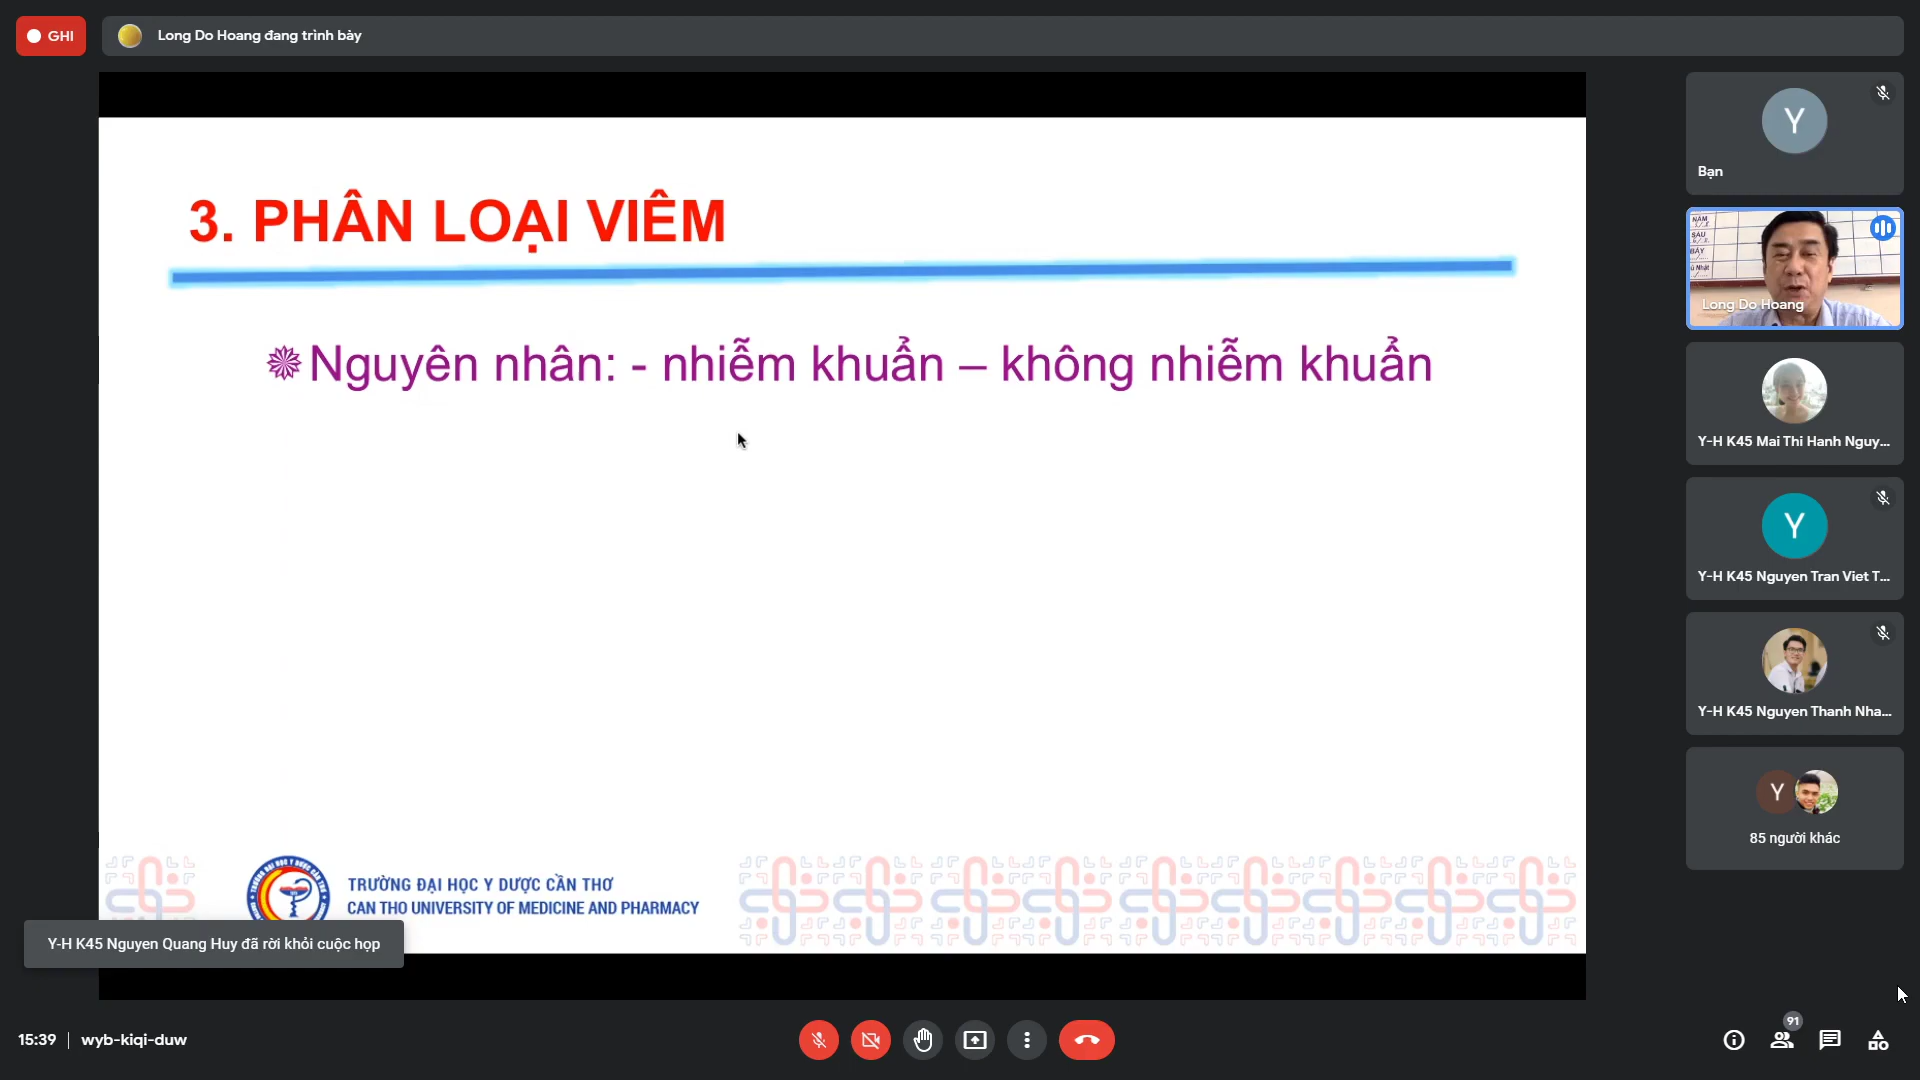 GHI
Long Do Hoang đang trình bày
3. PHÂN LOẠI VIÊM
Nguyên nhân: - nhiễm khuẩn – không nhiễm khuẩn
TRƯỜNG ĐẠI HỌC Y DƯỢC CẦN THƠ
CAN THO UNIVERSITY OF MEDICINE AND PHARMACY
Y-H K45 Nguyen Quang Huy đã rời khỏi cuộc họp
Y
Bạn
NĂM
SÁU
BẢY
Long Do Hoang
Y-H K45 Mai Thi Hanh Nguy...
Y
Y-H K45 Nguyen Tran Viet T...
Y-H K45 Nguyen Thanh Nha...
Y
85 người khác
15:39 | wyb-kiqi-duw
91